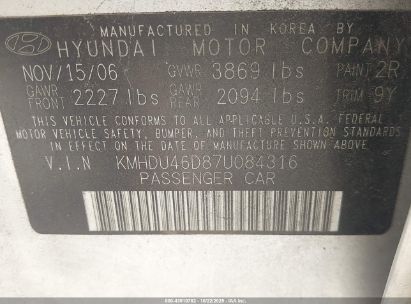 MANUFACTURED IN KOREA BY
HYUNDAI MOTOR COMPANY
NOV/15/06 GVWR 3869 lbs PAINT 2R
GAWR FRONT 2227 lbs GAWR REAR 2094 lbs TRIM 9Y
THIS VEHICLE CONFORMS TO ALL APPLICABLE U.S.A. FEDERAL
MOTOR VEHICLE SAFETY, BUMPER, AND THEFT PREVENTION STANDARDS
IN EFFECT ON THE DATE OF MANUFACTURE SHOWN ABOVE.
V.I.N KMHDU46D87U084316
PASSENGER CAR